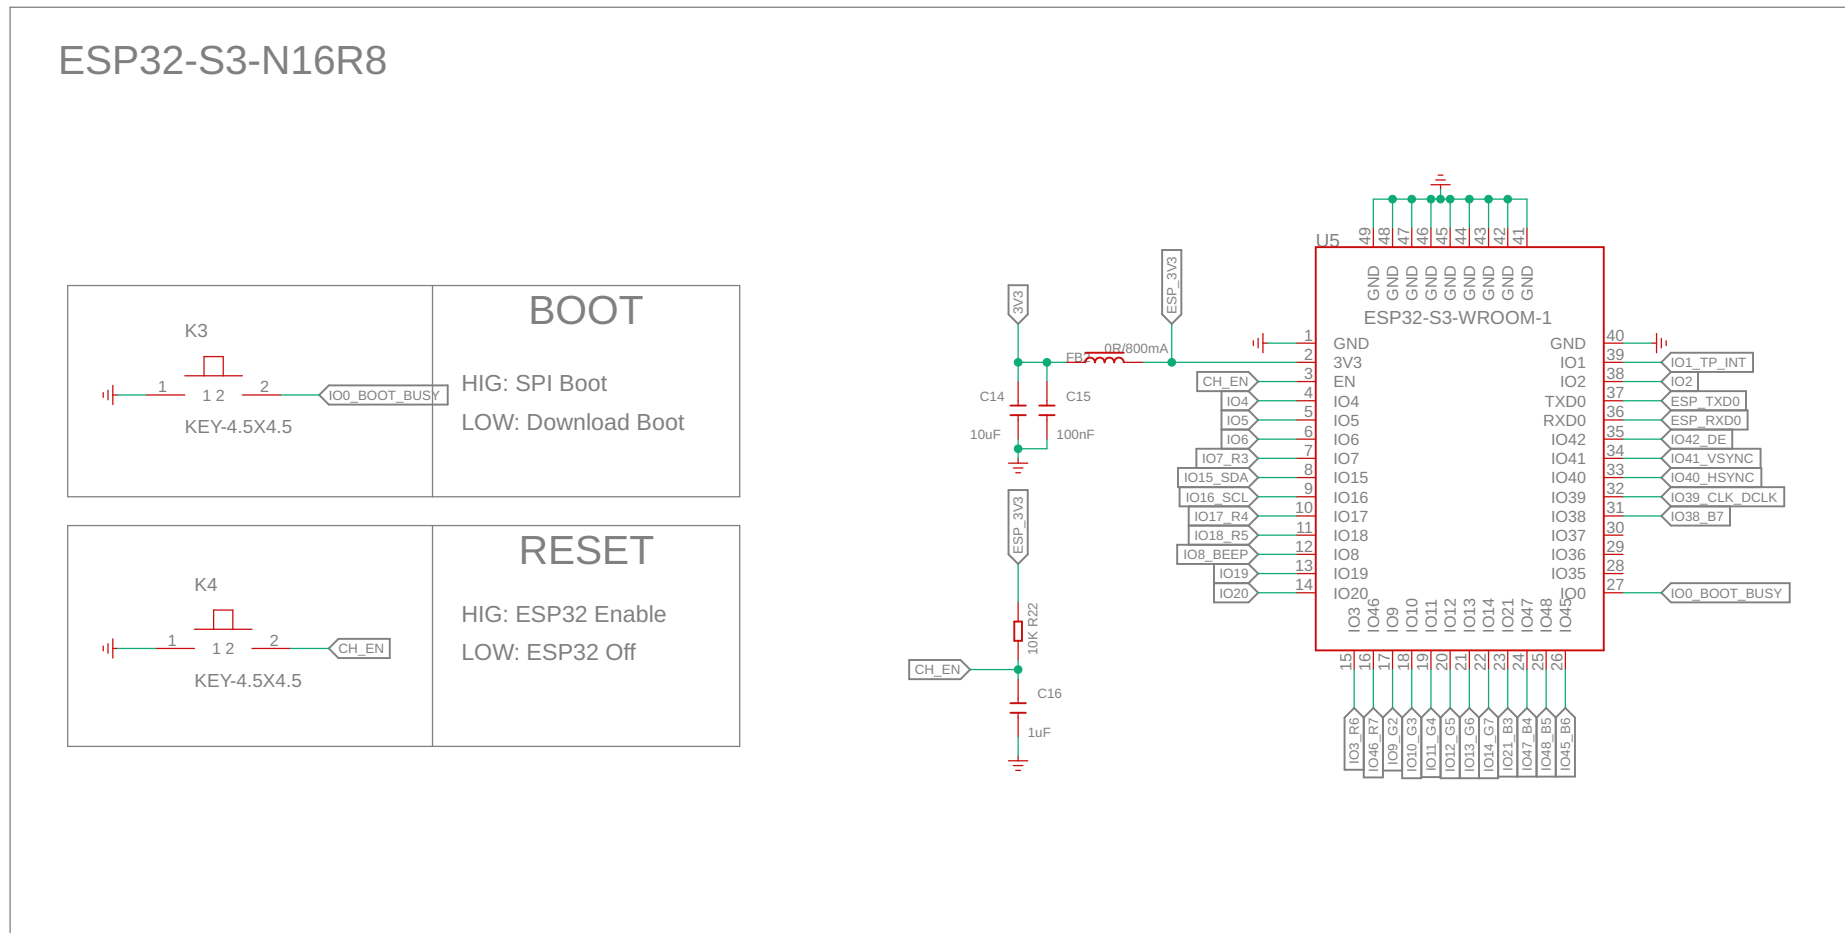 ESP32-S3-N16R8
BOOT
K3
1
1 2
2
IO0_BOOT_BUSY
KEY-4.5X4.5
HIG: SPI Boot
LOW: Download Boot
RESET
K4
1
1 2
2
CH_EN
KEY-4.5X4.5
HIG: ESP32 Enable
LOW: ESP32 Off
3V3
ESP_3V3
0R/800mA
C14
10uF
C15
100nF
ESP_3V3
10K R22
CH_EN
C16
1uF
U5
49 48 47 46 45 44 43 42 41
GND GND GND GND GND GND GND GND GND
ESP32-S3-WROOM-1
1 GND
2 3V3
CH_EN 3 EN
IO4 4 IO4
IO5 5 IO5
IO6 6 IO6
IO7_R3 7 IO7
IO15_SDA 8 IO15
IO16_SCL 9 IO16
IO17_R4 10 IO17
IO18_R5 11 IO18
IO8_BEEP 12 IO8
IO19 13 IO19
IO20 14 IO20
GND 40
IO1 39 IO1_TP_INT
IO2 38 IO2
TXD0 37 ESP_TXD0
RXD0 36 ESP_RXD0
IO42 35 IO42_DE
IO41 34 IO41_VSYNC
IO40 33 IO40_HSYNC
IO39 32 IO39_CLK_DCLK
IO38 31 IO38_B7
IO37 30
IO36 29
IO35 28
IO0 27 IO0_BOOT_BUSY
IO3 IO46 IO9 IO10 IO11 IO12 IO13 IO14 IO21 IO47 IO48 IO45
15 16 17 18 19 20 21 22 23 24 25 26
IO3_R6 IO46_R7 IO9_G2 IO10_G3 IO11_G4 IO12_G5 IO13_G6 IO14_G7 IO21_B3 IO47_B4 IO48_B5 IO45_B6